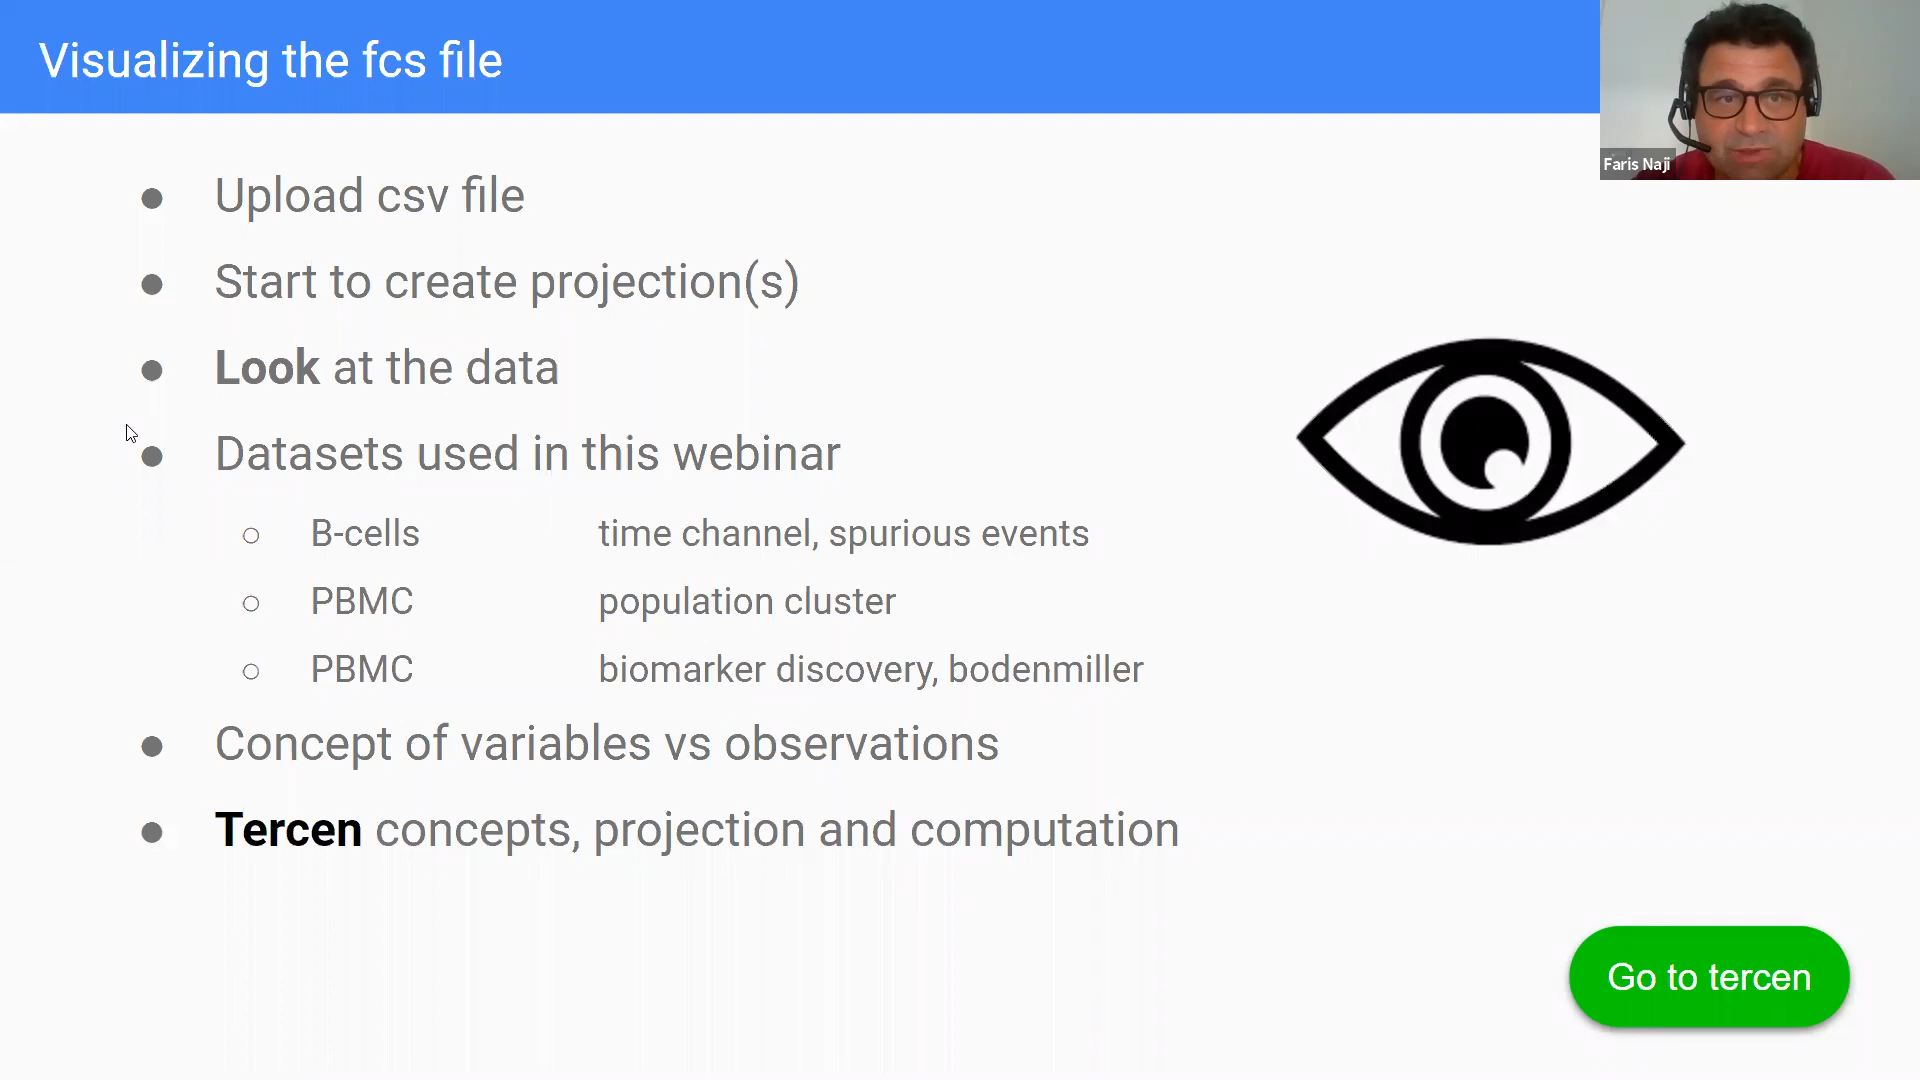 Visualizing the fcs file
Faris Naji
Upload csv file
Start to create projection(s)
Look at the data
Datasets used in this webinar
B-cells time channel, spurious events
PBMC population cluster
PBMC biomarker discovery, bodenmiller
Concept of variables vs observations
Tercen concepts, projection and computation
Go to tercen